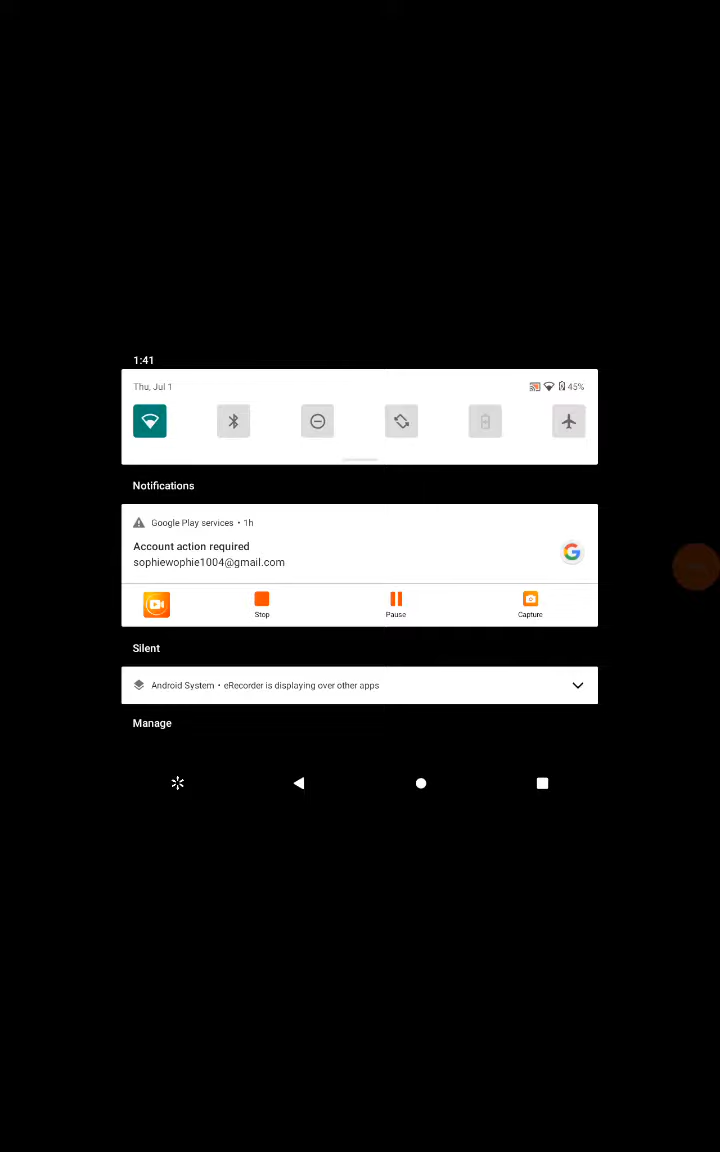 1:41
Thu, Jul 1
45%
Notifications
Google Play services • 1h
Account action required
sophiewophie1004@gmail.com
Stop
Pause
Capture
Silent
Android System • eRecorder is displaying over other apps
Manage